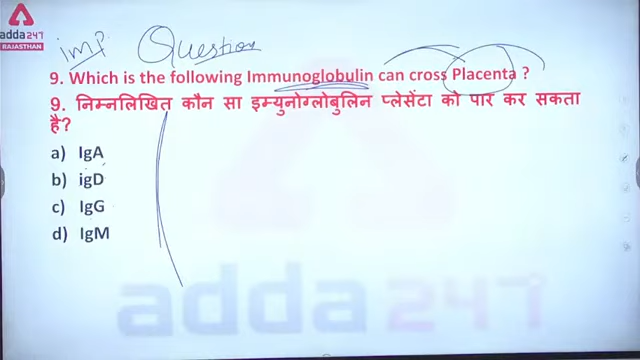 adda247
RAJASTHAN
imp. Question
9. Which is the following Immunoglobulin can cross Placenta ?
9. निम्नलिखित कौन सा इम्युनोग्लोबुलिन प्लेसेंटा को पार कर सकता
है?
a) IgA
b) igD
c) IgG
d) IgM
adda247